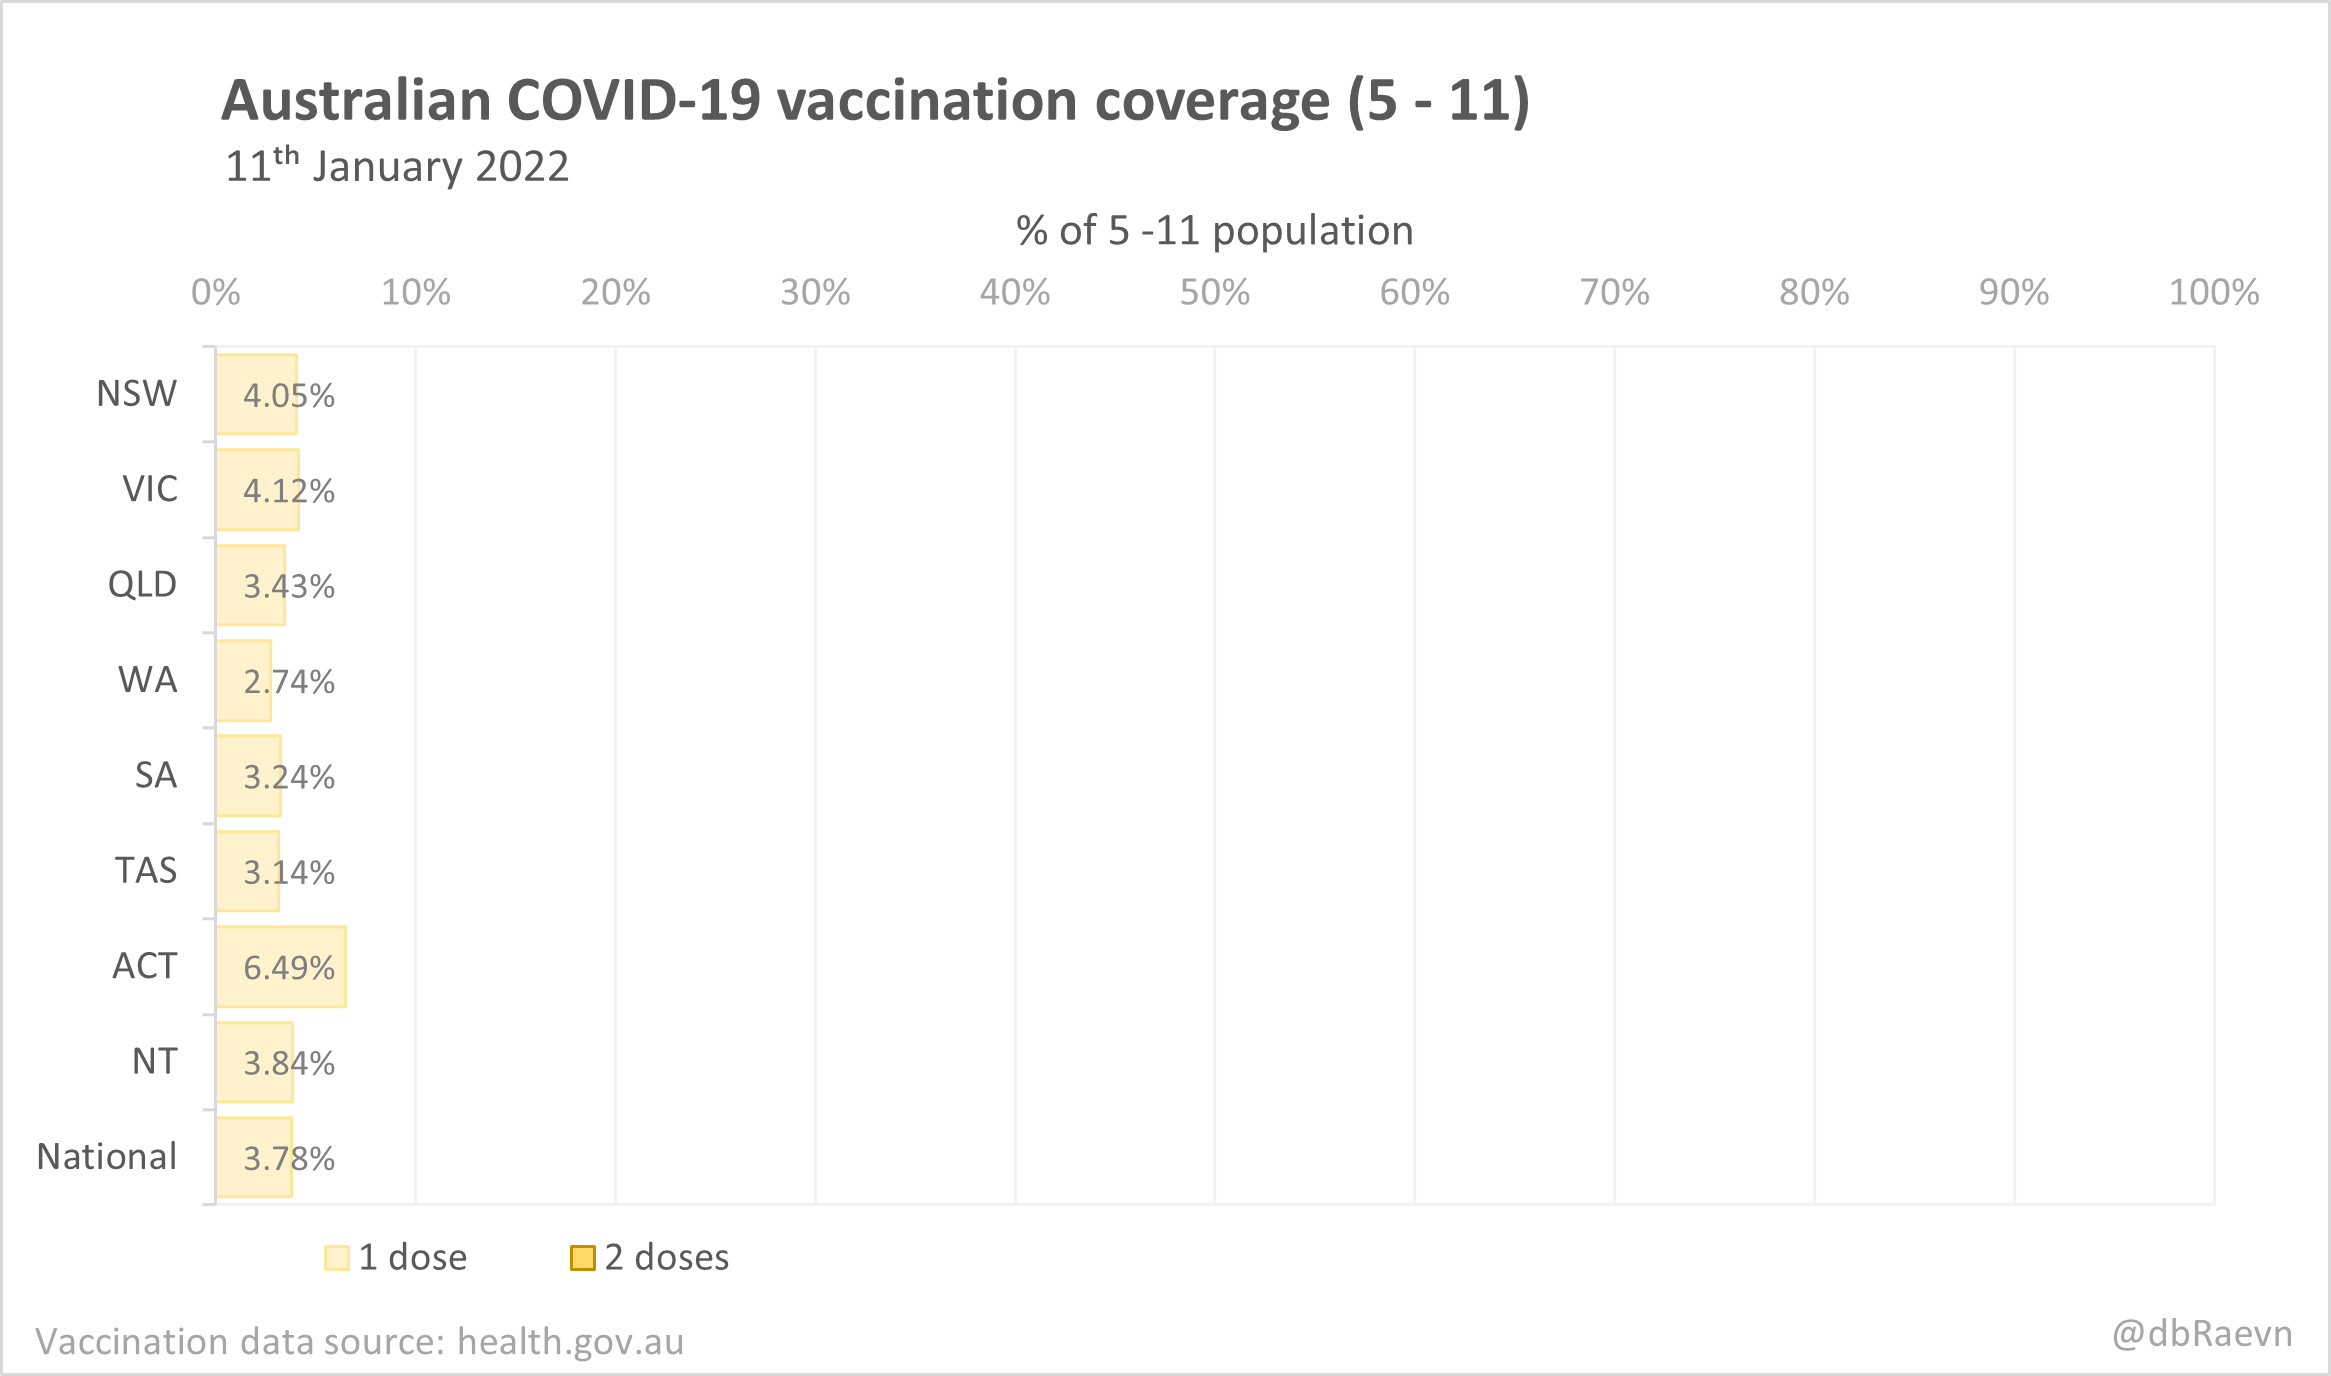 Australian COVID-19 vaccination coverage (5 - 11)
11th January 2022
% of 5 -11 population
0% 10% 20% 30% 40% 50% 60% 70% 80% 90% 100%
NSW 4.05%
VIC 4.12%
QLD 3.43%
WA 2.74%
SA 3.24%
TAS 3.14%
ACT 6.49%
NT 3.84%
National 3.78%
1 dose 2 doses
Vaccination data source: health.gov.au
@dbRaevn